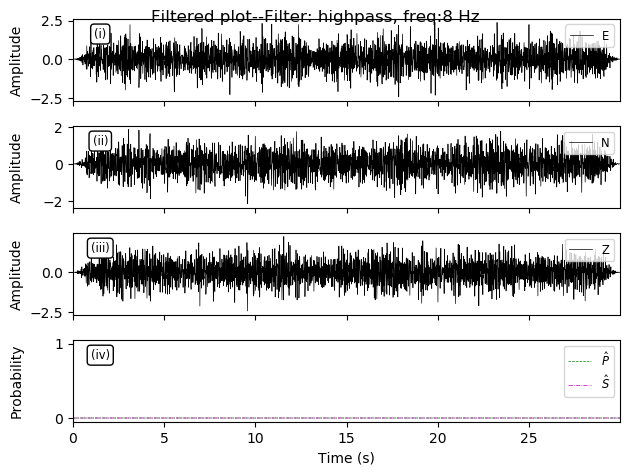 Filtered plot--Filter: highpass, freq:8 Hz
2.5
(i)
E
Amplitude
0.0
−2.5
2
(ii)
N
Amplitude
0
−2
(iii)
Z
Amplitude
0.0
−2.5
1
(iv)
P̂
Ŝ
Probability
0
0 5 10 15 20 25
Time (s)